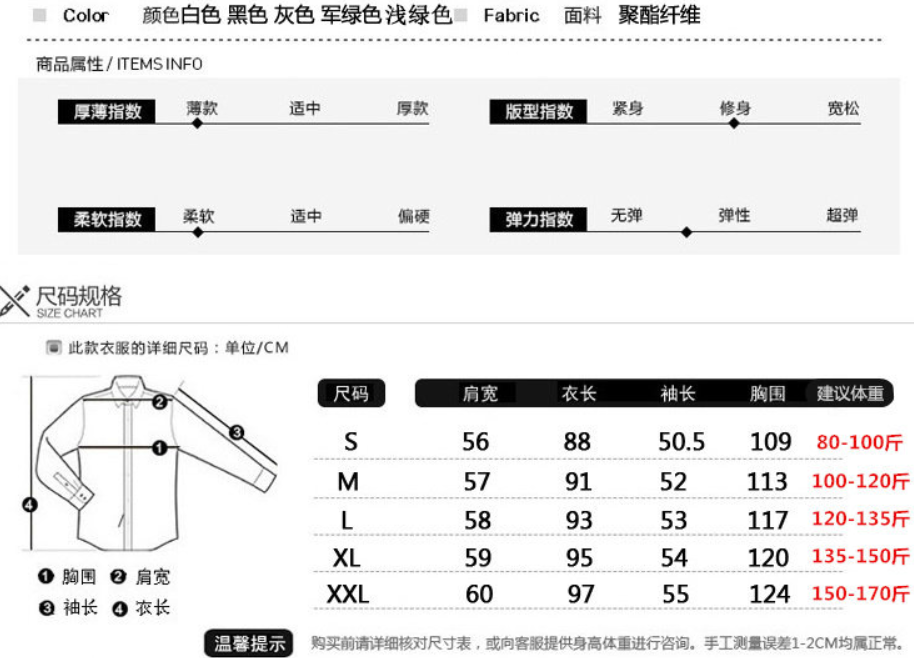 Color 颜色白色 黑色 灰色 军绿色 浅绿色 Fabric 面料 聚酯纤维
商品属性 / ITEMS INFO
厚薄指数 薄款 适中 厚款 版型指数 紧身 修身 宽松
柔软指数 柔软 适中 偏硬 弹力指数 无弹 弹性 超弹
尺码规格
SIZE CHART
此款衣服的详细尺码：单位/CM
尺码 肩宽 衣长 袖长 胸围 建议体重
S 56 88 50.5 109 80-100斤
M 57 91 52 113 100-120斤
L 58 93 53 117 120-135斤
XL 59 95 54 120 135-150斤
XXL 60 97 55 124 150-170斤
2
3
1
4
1 胸围 2 肩宽
3 袖长 4 衣长
温馨提示 购买前请详细核对尺寸表，或向客服提供身高体重进行咨询。手工测量误差1-2CM均属正常。